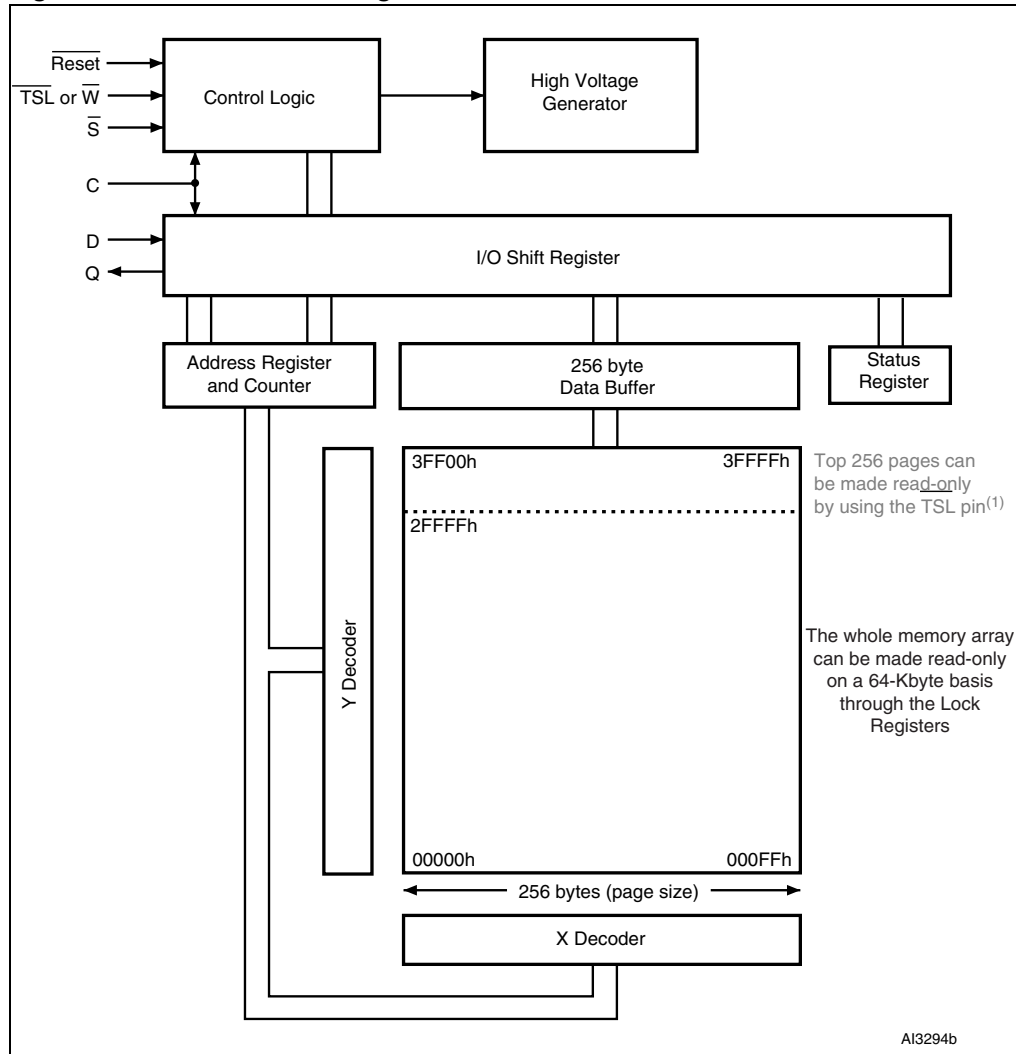 Reset
TSL or W
S
C
D
Q
Control Logic
High Voltage
Generator
I/O Shift Register
Address Register
and Counter
256 byte
Data Buffer
Status
Register
Y Decoder
3FF00h
3FFFFh
2FFFFh
00000h
000FFh
Top 256 pages can
be made read-only
by using the TSL pin(1)
The whole memory array
can be made read-only
on a 64-Kbyte basis
through the Lock
Registers
256 bytes (page size)
X Decoder
AI3294b